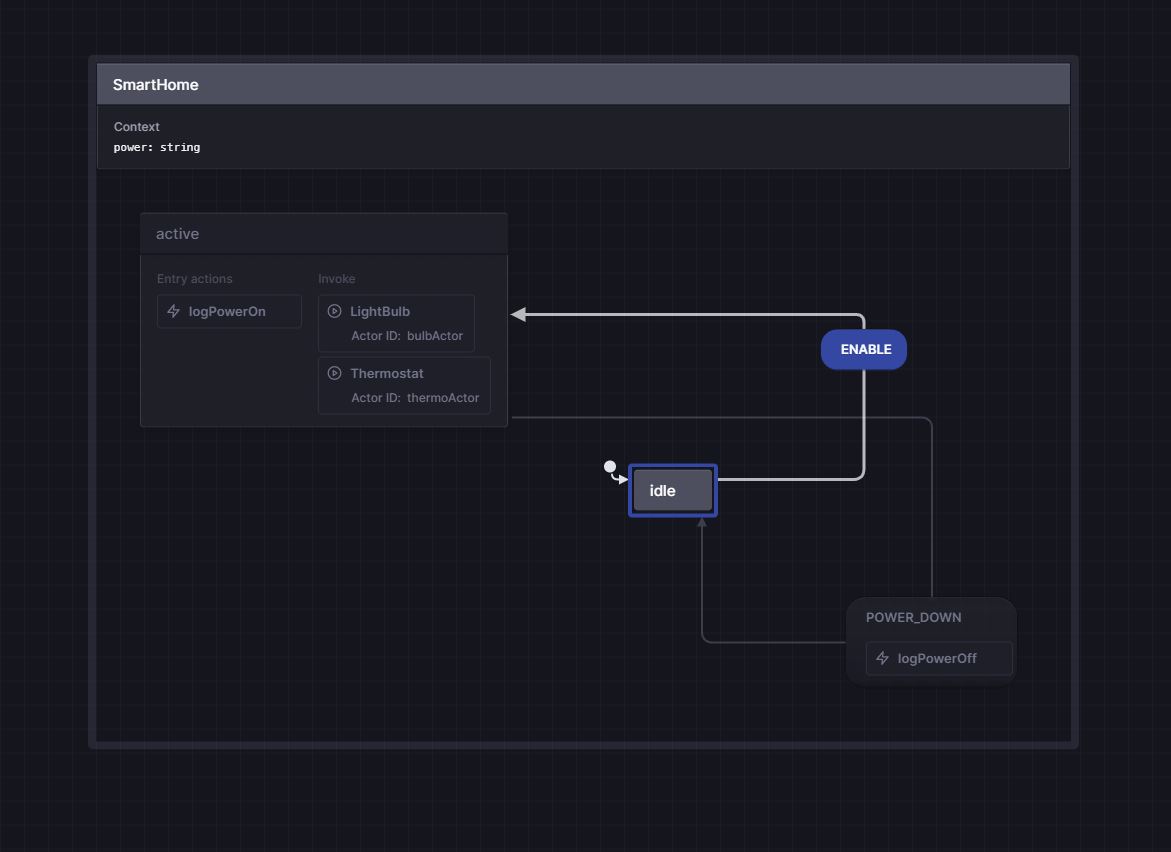 SmartHome
Context
power: string
active
Entry actions
logPowerOn
Invoke
LightBulb
Actor ID: bulbActor
Thermostat
Actor ID: thermoActor
ENABLE
idle
POWER_DOWN
logPowerOff